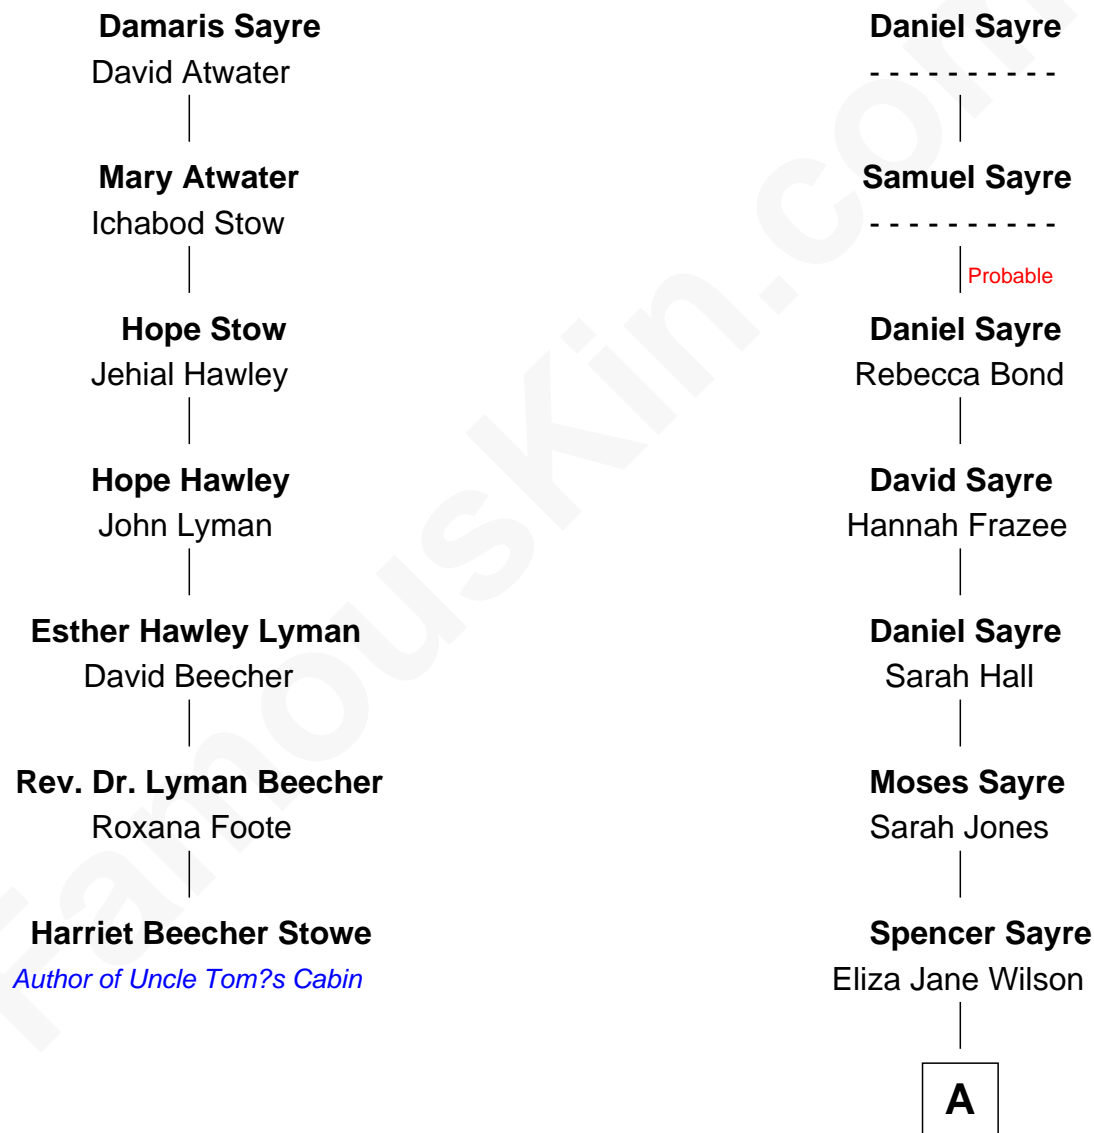 Damaris Sayre
David Atwater
Mary Atwater
Ichabod Stow
Hope Stow
Jehial Hawley
Hope Hawley
John Lyman
Esther Hawley Lyman
David Beecher
Rev. Dr. Lyman Beecher
Roxana Foote
Harriet Beecher Stowe
Author of Uncle Tom?s Cabin
Daniel Sayre
- - - - - - - - - -
Samuel Sayre
- - - - - - - - - -
Probable
Daniel Sayre
Rebecca Bond
David Sayre
Hannah Frazee
Daniel Sayre
Sarah Hall
Moses Sayre
Sarah Jones
Spencer Sayre
Eliza Jane Wilson
A
FamousKin.com